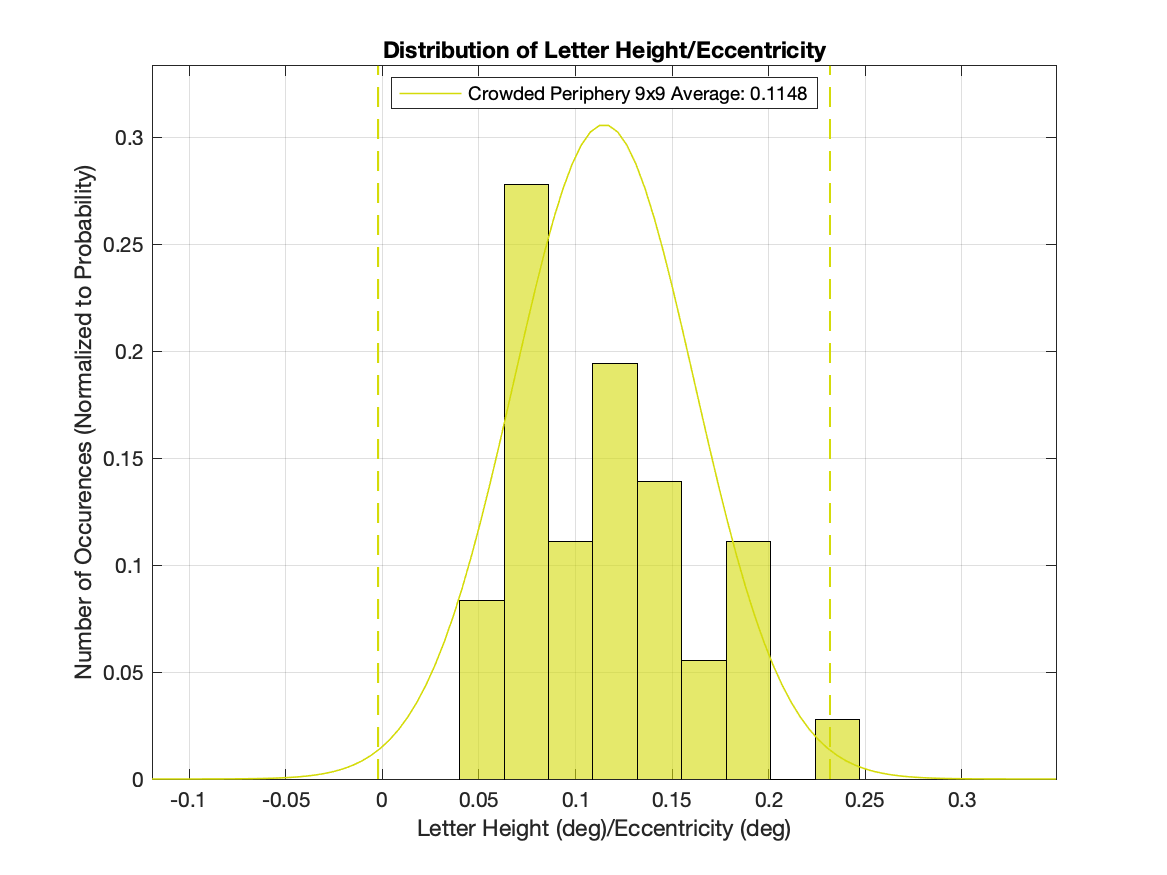 Distribution of Letter Height/Eccentricity
Crowded Periphery 9x9 Average: 0.1148
Number of Occurences (Normalized to Probability)
0.3
0.25
0.2
0.15
0.1
0.05
0
-0.1 -0.05 0 0.05 0.1 0.15 0.2 0.25 0.3
Letter Height (deg)/Eccentricity (deg)